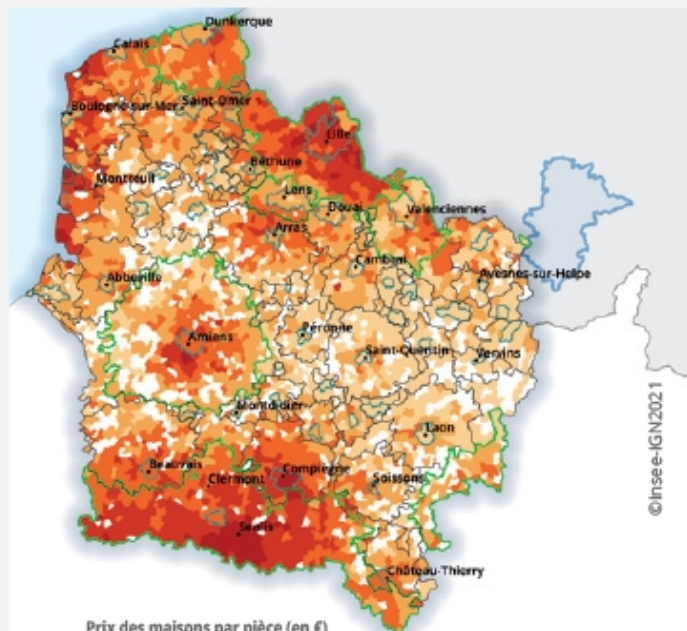 Dunkerque
Calais
Boulogne-sur-Mer
Saint-Omer
Lille
Béthune
Montreuil
Lens
Douai
Valenciennes
Arras
Cambrai
Avesnes-sur-Helpe
Abbeville
Amiens
Péronne
Saint-Quentin
Vervins
Montdidier
Laon
Beauvais
Clérmont
Compiègne
Soissons
Senlis
Château-Thierry
©Insee-IGN2021
Prix des maisons par pièce (en €)